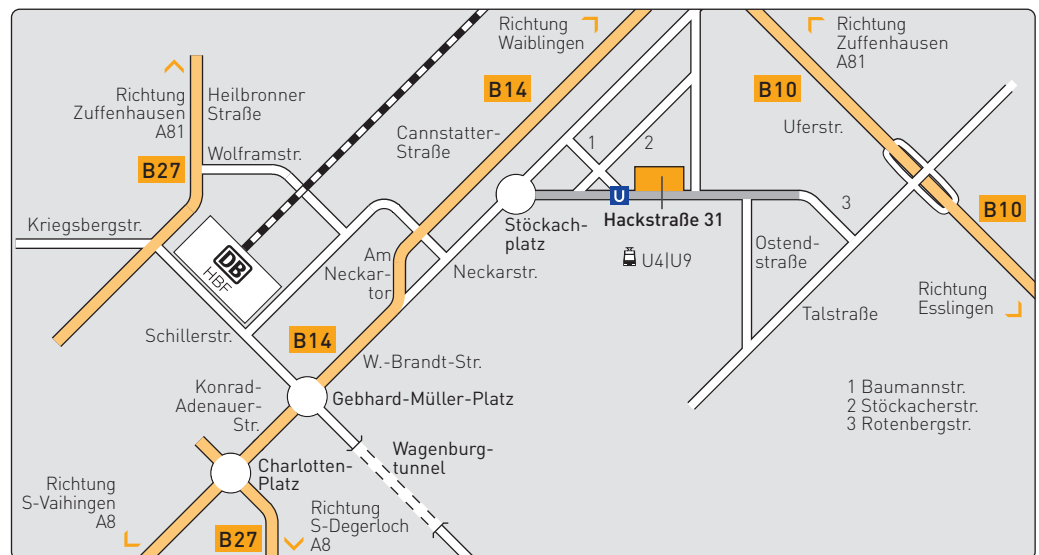 Richtung
Waiblingen
Richtung
Zuffenhausen
A81
Richtung
Zuffenhausen
A81
Heilbronner
Straße
B14
B10
Cannstatter-
Straße
Uferstr.
1
2
Wolframstr.
B27
U
Hackstraße 31
3
B10
Kriegsbergstr.
Stöckach-
platz
DB
HBF
Am
Neckar-
tor
Neckarstr.
U4|U9
Ostend-
straße
Richtung
Esslingen
Schillerstr.
B14
Talstraße
W.-Brandt-Str.
Konrad-
Adenauer-
Str.
Gebhard-Müller-Platz
1 Baumannstr.
2 Stöckacherstr.
3 Rotenbergstr.
Wagenburg-
tunnel
Charlotten-
Platz
Richtung
S-Vaihingen
A8
B27
Richtung
S-Degerloch
A8